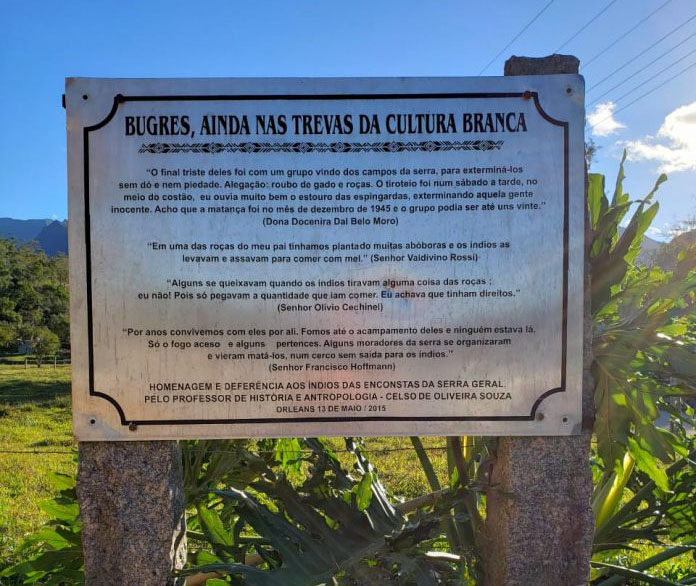 BUGRES, AINDA NAS TREVAS DA CULTURA BRANCA
“O final triste deles foi com um grupo vindo dos campos da serra, para exterminá-los
sem dó e nem piedade. Alegação: roubo de gado e roças. O tiroteio foi num sábado a tarde, no
meio do costão, eu ouvia muito bem o estouro das espingardas, exterminando aquela gente
inocente. Acho que a matança foi no mês de dezembro de 1945 e o grupo podia ser até uns vinte.”
(Dona Docenira Dal Belo Moro)
“Em uma das roças do meu pai tínhamos plantado muitas abóboras e os índios as
levavam e assavam para comer com mel.” (Senhor Valdivino Rossi)
“Alguns se queixavam quando os índios tiravam alguma coisa das roças ;
eu não! Pois só pegavam a quantidade que iam comer. Eu achava que tinham direitos.”
(Senhor Olívio Cechinel)
“Por anos convivemos com eles por ali. Fomos até o acampamento deles e ninguém estava lá.
Só o fogo aceso e alguns pertences. Alguns moradores da serra se organizaram
e vieram matá-los, num cerco sem saída para os índios.”
(Senhor Francisco Hoffmann)
HOMENAGEM E DEFERÊNCIA AOS ÍNDIOS DAS ENCONSTAS DA SERRA GERAL.
PELO PROFESSOR DE HISTÓRIA E ANTROPOLOGIA - CELSO DE OLIVEIRA SOUZA
ORLEANS 13 DE MAIO / 2015